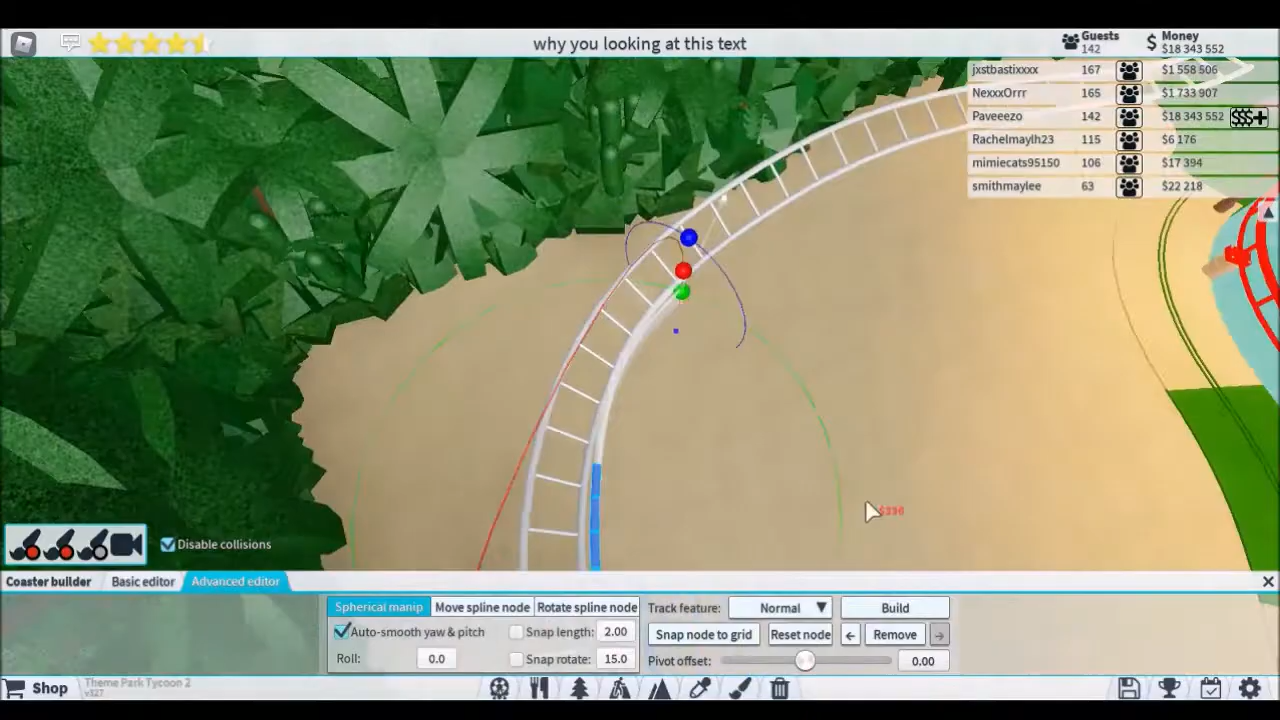 why you looking at this text
Guests
142
Money
$18 343 552
jxstbastixxxx 167 $1 558 506
NexxxOrrr 165 $1 733 907
Paveeezo 142 $18 343 552 $$$+
Rachelmaylh23 115 $6 176
mimiecats95150 106 $17 394
smithmaylee 63 $22 218
Disable collisions
Coaster builder Basic editor Advanced editor
Spherical manip Move spline node Rotate spline node Track feature: Normal Build
Auto-smooth yaw & pitch Snap length: 2.00 Snap node to grid Reset node Remove
Roll: 0.0 Snap rotate: 15.0 Pivot offset: 0.00
Shop
Theme Park Tycoon 2